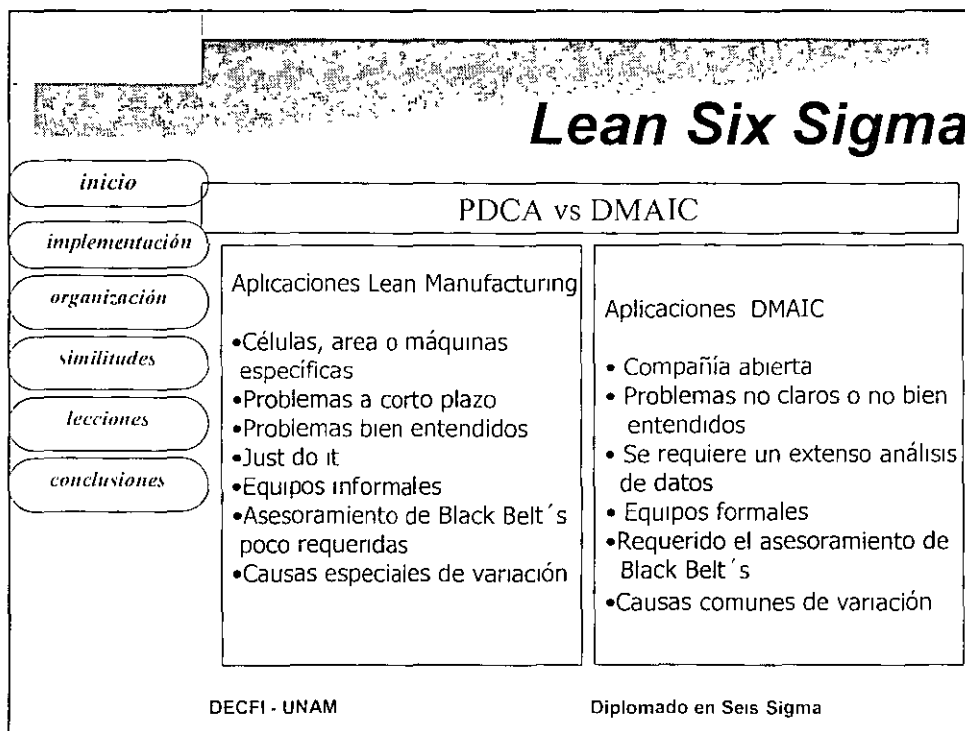 Lean Six Sigma
inicio
implementación
organización
similitudes
lecciones
conclusiones
PDCA vs DMAIC
Aplicaciones Lean Manufacturing
•Células, area o máquinas
específicas
•Problemas a corto plazo
•Problemas bien entendidos
•Just do it
•Equipos informales
•Asesoramiento de Black Belt´s
poco requeridas
•Causas especiales de variación
Aplicaciones DMAIC
• Compañía abierta
• Problemas no claros o no bien
entendidos
• Se requiere un extenso análisis
de datos
• Equipos formales
•Requerido el asesoramiento de
Black Belt´s
•Causas comunes de variación
DECFI - UNAM
Diplomado en Seis Sigma